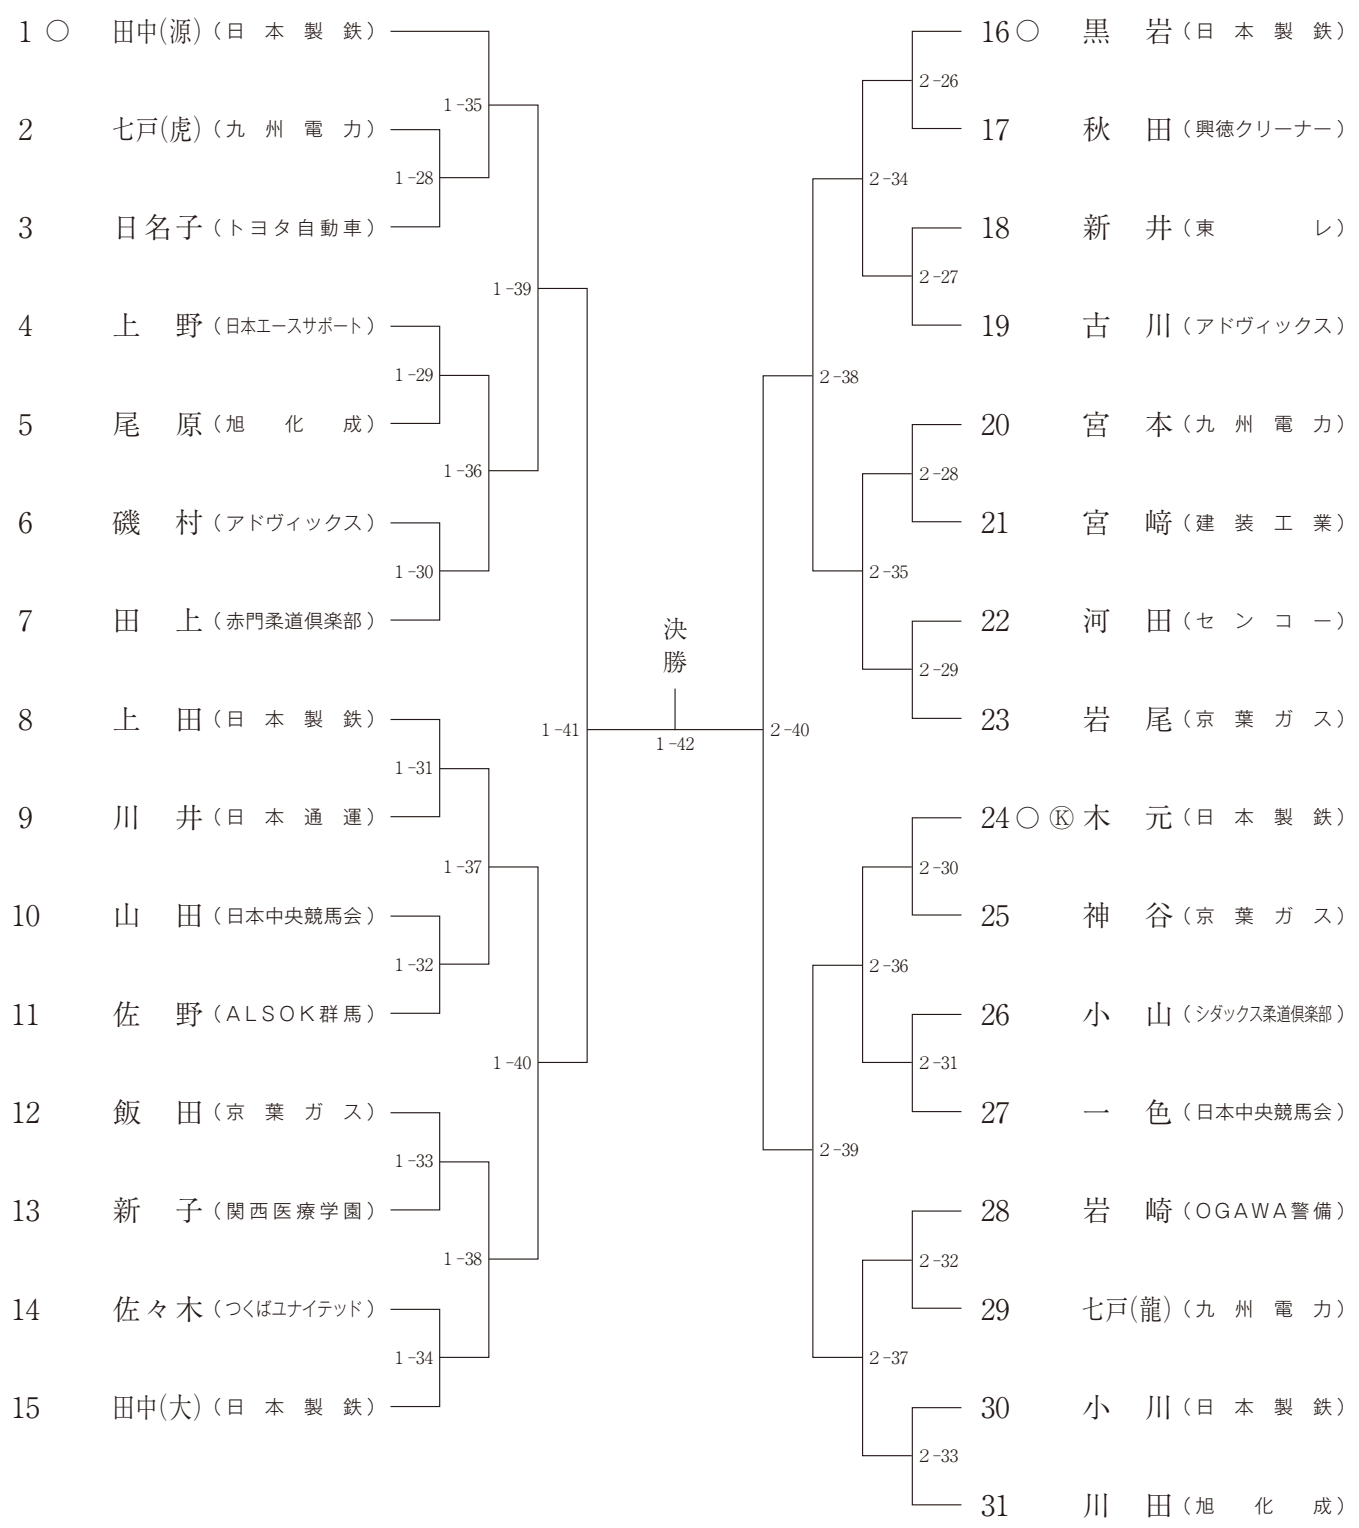 1 ○ 田中(源)（日本製鉄）
1-35
2 七戸(虎)（九州電力）
1-28
3 日名子（トヨタ自動車）
1-39
4 上野（日本エースサポート）
1-29
5 尾原（旭化成）
1-36
6 磯村（アドヴィックス）
1-30
7 田上（赤門柔道倶楽部）
8 上田（日本製鉄）
1-41
1-31
9 川井（日本通運）
1-37
10 山田（日本中央競馬会）
1-32
11 佐野（ALSOK群馬）
1-40
12 飯田（京葉ガス）
1-33
13 新子（関西医療学園）
1-38
14 佐々木（つくばユナイテッド）
1-34
15 田中(大)（日本製鉄）
決勝
1-42
16 ○ 黒岩（日本製鉄）
2-26
17 秋田（興徳クリーナー）
2-34
18 新井（東レ）
2-27
19 古川（アドヴィックス）
2-38
20 宮本（九州電力）
2-28
21 宮﨑（建装工業）
2-35
22 河田（センコー）
2-29
23 岩尾（京葉ガス）
2-40
24 ○ Ⓚ 木元（日本製鉄）
2-30
25 神谷（京葉ガス）
2-36
26 小山（シダックス柔道倶楽部）
2-31
27 一色（日本中央競馬会）
2-39
28 岩崎（OGAWA警備）
2-32
29 七戸(龍)（九州電力）
2-37
30 小川（日本製鉄）
2-33
31 川田（旭化成）